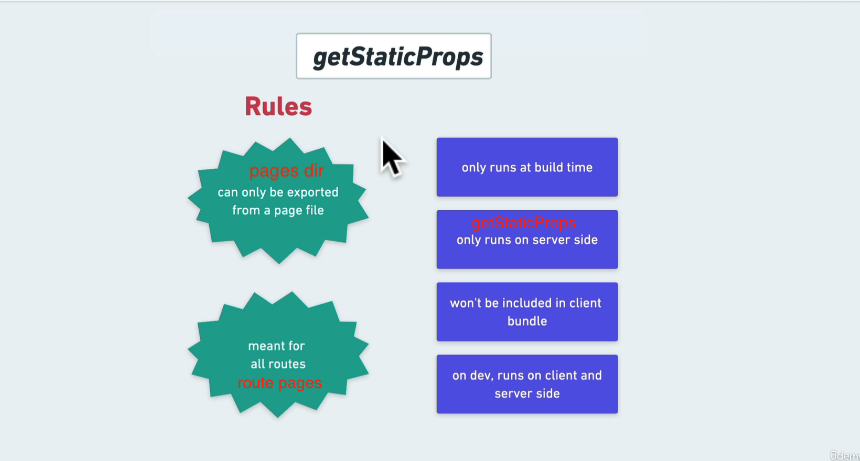 getStaticProps
Rules
pages dir
can only be exported
from a page file
meant for
all routes
route pages
only runs at build time
getStaticProps
only runs on server side
won't be included in client
bundle
on dev, runs on client and
server side